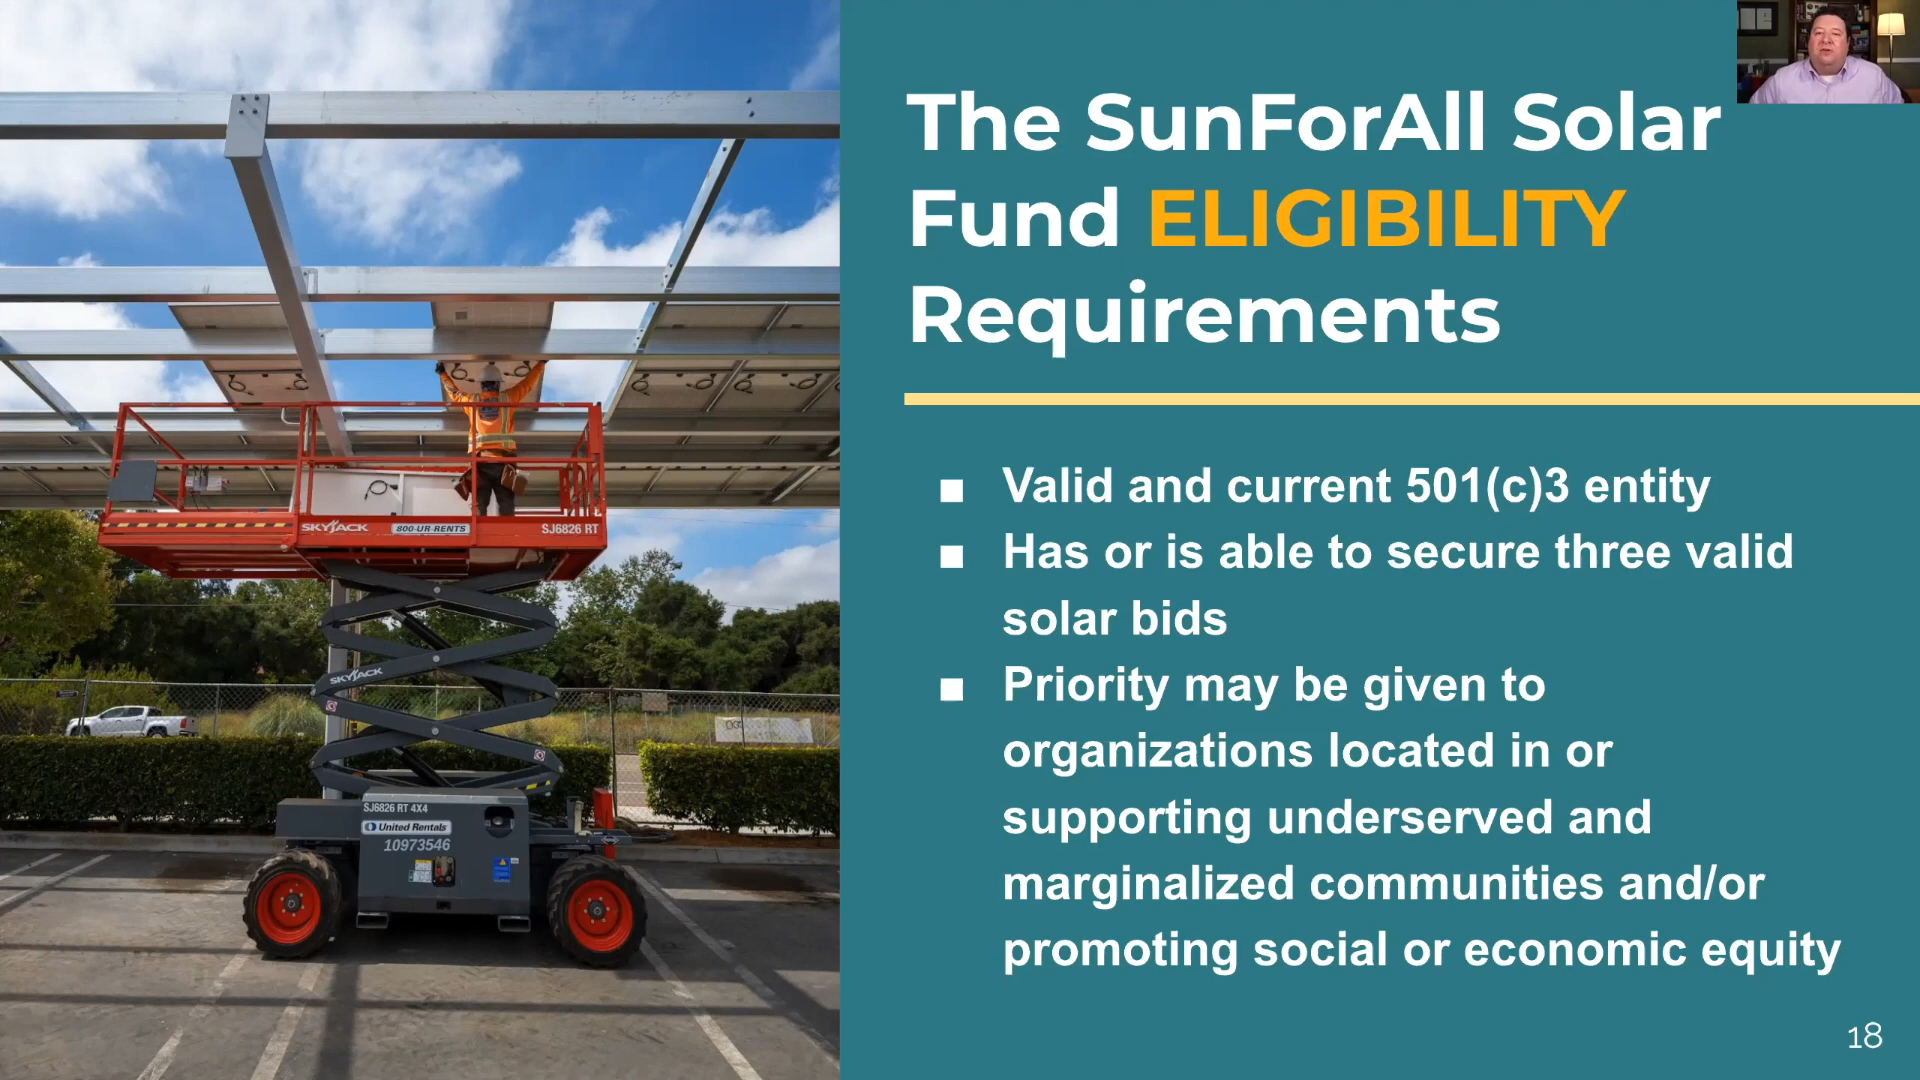 The SunForAll Solar
Fund ELIGIBILITY
Requirements
■ Valid and current 501(c)3 entity
■ Has or is able to secure three valid
solar bids
■ Priority may be given to
organizations located in or
supporting underserved and
marginalized communities and/or
promoting social or economic equity
18
SKYJACK
800-UR-RENTS
SJ6826 RT
SKYJACK
SJ6826 RT 4X4
United Rentals
10973546